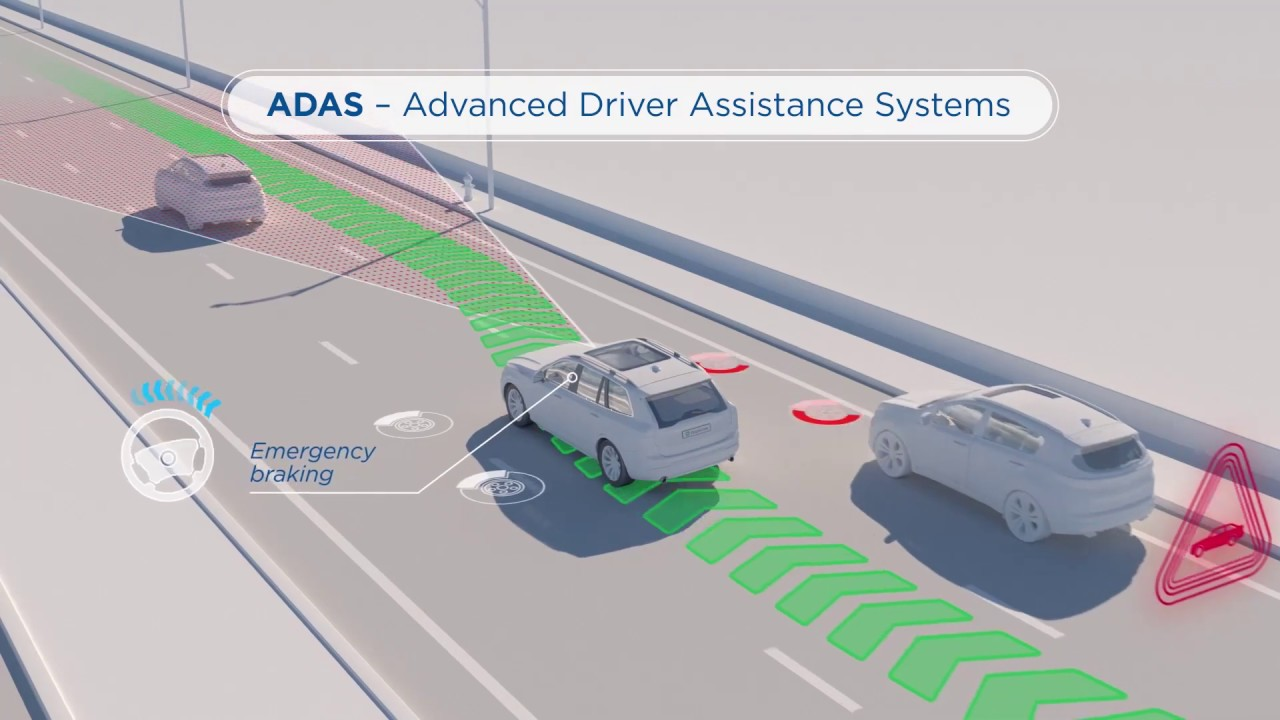 ADAS – Advanced Driver Assistance Systems
Emergency
braking